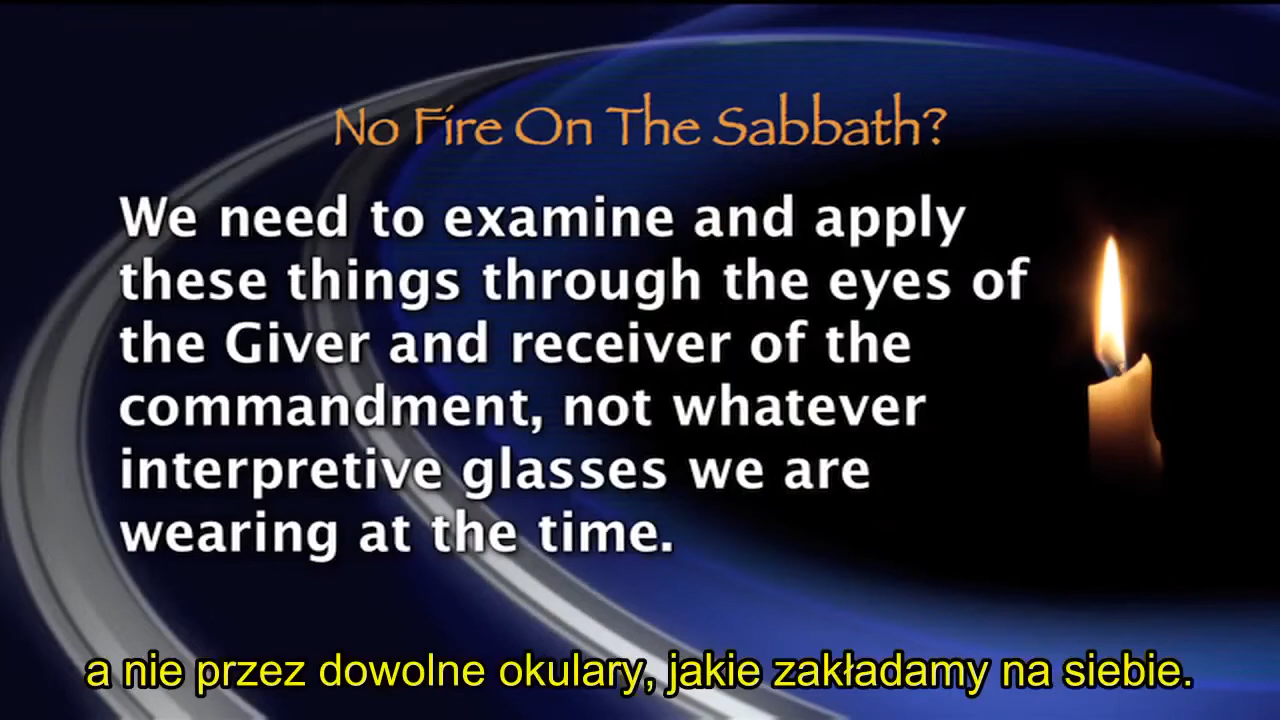 No Fire On The Sabbath?
We need to examine and apply
these things through the eyes of
the Giver and receiver of the
commandment, not whatever
interpretive glasses we are
wearing at the time.
a nie przez dowolne okulary, jakie zakładamy na siebie.